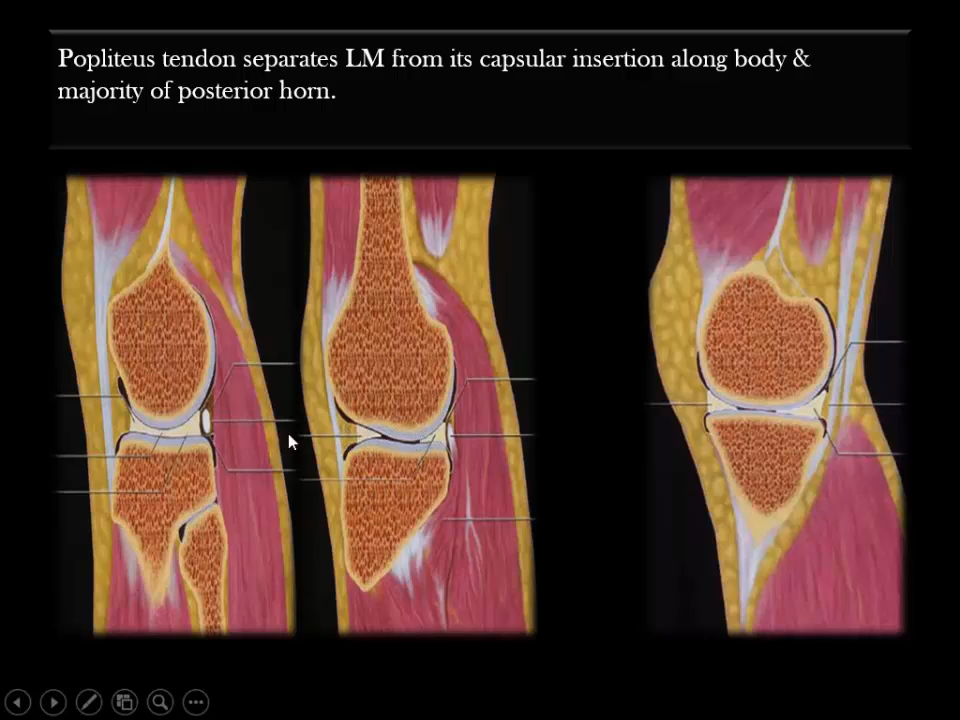 Popliteus tendon separates LM from its capsular insertion along body &
majority of posterior horn.